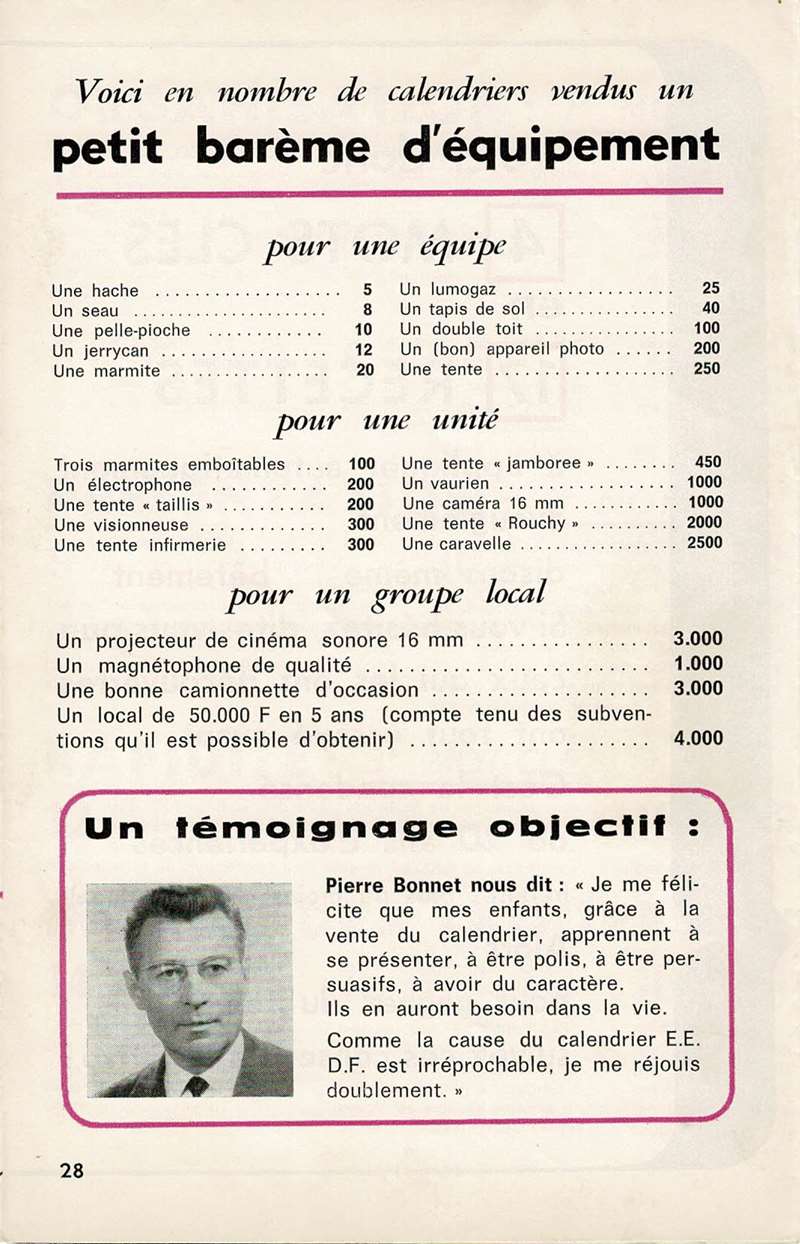 Voici en nombre de calendriers vendus un
petit barème d'équipement
pour une équipe
Une hache ................... 5
Un seau ...................... 8
Une pelle-pioche ............ 10
Un jerrycan ................. 12
Une marmite ................ 20
Un lumogaz ................. 25
Un tapis de sol .............. 40
Un double toit ............... 100
Un (bon) appareil photo ...... 200
Une tente ................... 250
pour une unité
Trois marmites emboîtables .... 100
Un électrophone ............ 200
Une tente « taillis » ........... 200
Une visionneuse ............. 300
Une tente infirmerie ......... 300
Une tente « jamboree » ........ 450
Un vaurien .................. 1000
Une caméra 16 mm ............ 1000
Une tente « Rouchy » .......... 2000
Une caravelle ................ 2500
pour un groupe local
Un projecteur de cinéma sonore 16 mm ................ 3.000
Un magnétophone de qualité .......................... 1.000
Une bonne camionnette d'occasion .................... 3.000
Un local de 50.000 F en 5 ans (compte tenu des subven-
tions qu'il est possible d'obtenir) ...................... 4.000
Un témoignage objectif :
Pierre Bonnet nous dit : « Je me féli-
cite que mes enfants, grâce à la
vente du calendrier, apprennent à
se présenter, à être polis, à être per-
suasifs, à avoir du caractère.
Ils en auront besoin dans la vie.
Comme la cause du calendrier E.E.
D.F. est irréprochable, je me réjouis
doublement. »
28